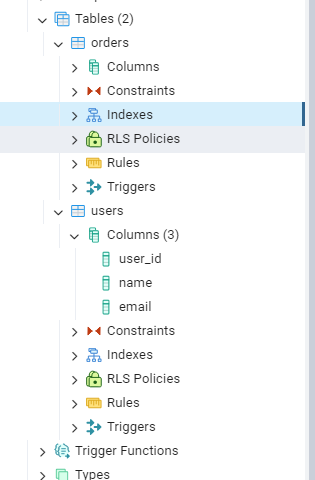 Tables (2)
orders
Columns
Constraints
Indexes
RLS Policies
Rules
Triggers
users
Columns (3)
user_id
name
email
Constraints
Indexes
RLS Policies
Rules
Triggers
Trigger Functions
Types